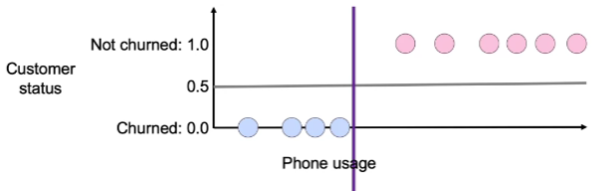 Not churned: 1.0
Customer
status
0.5
Churned: 0.0
Phone usage